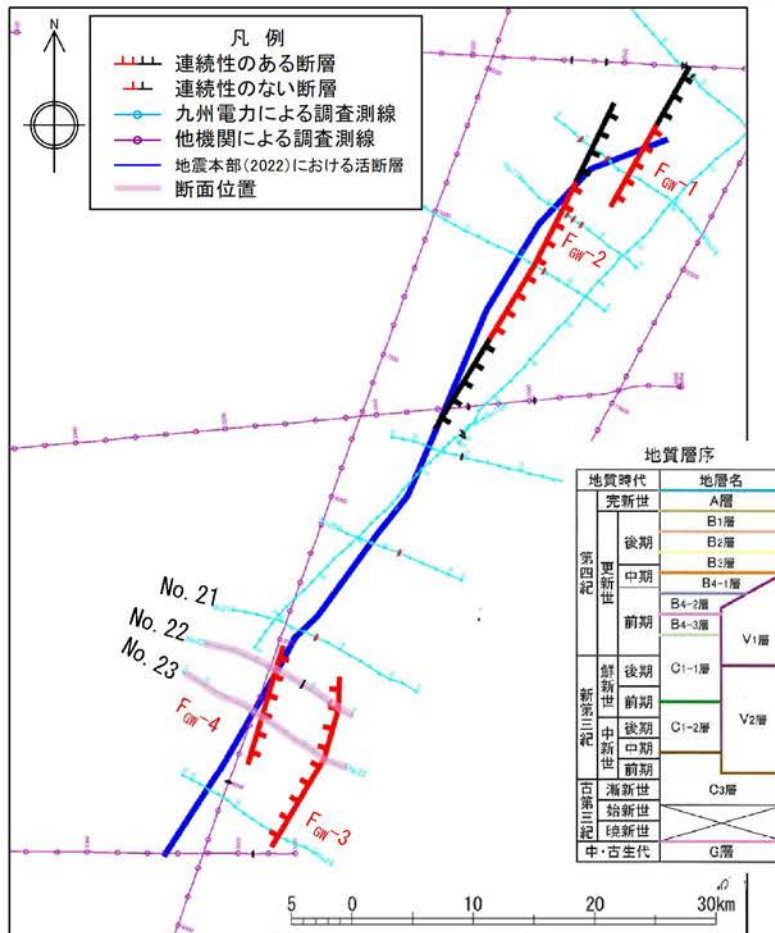 N
凡 例
連続性のある断層
連続性のない断層
九州電力による調査測線
他機関による調査測線
地震本部(2022)における活断層
断面位置
F_GW-1
F_GW-2
No. 21
No. 22
No. 23
F_GW-4
F_GW-3
地質層序
地質時代 地層名
第四紀 完新世 A層
更新世 後期 B1層
B2層
B3層
中期 B4-1層
前期 B4-2層
B4-3層 V1層
新第三紀 鮮新世 後期 C1-1層
前期 V2層
中新世 後期 C1-2層
中期
前期
古第三紀 漸新世 C3層
始新世
暁新世
中・古生代 G層
5 0 10 20 30km